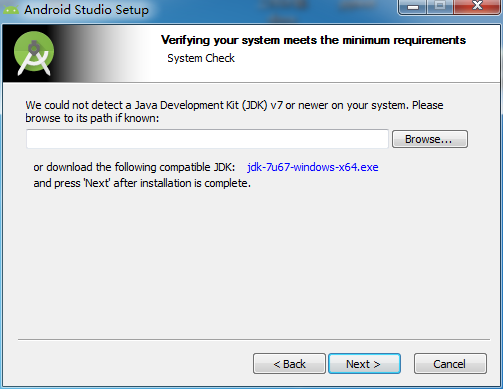 Android Studio Setup
Verifying your system meets the minimum requirements
System Check
We could not detect a Java Development Kit (JDK) v7 or newer on your system. Please
browse to its path if known:
Browse...
or download the following compatible JDK: jdk-7u67-windows-x64.exe
and press 'Next' after installation is complete.
< Back
Next >
Cancel